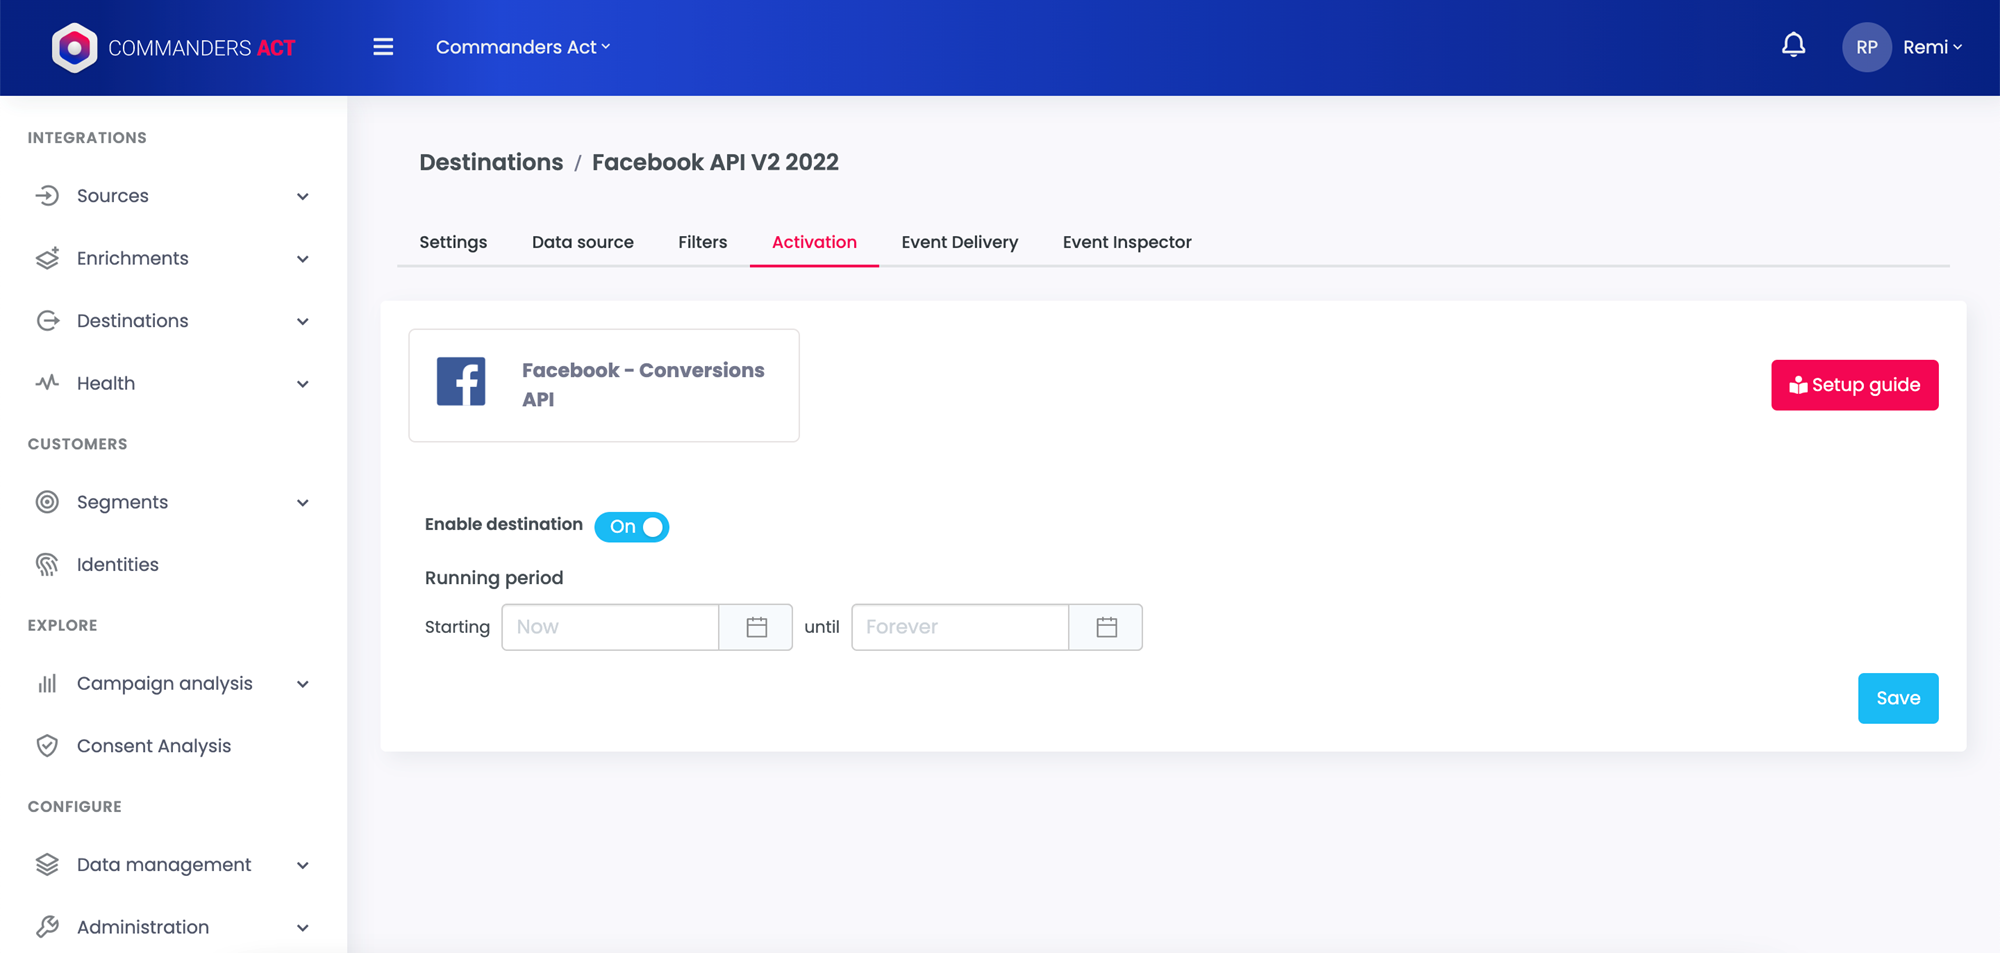 COMMANDERS ACT
Commanders Act
RP
Remi
INTEGRATIONS
Sources
Enrichments
Destinations
Health
CUSTOMERS
Segments
Identities
EXPLORE
Campaign analysis
Consent Analysis
CONFIGURE
Data management
Administration
Destinations / Facebook API V2 2022
Settings Data source Filters Activation Event Delivery Event Inspector
Facebook - Conversions
API
Setup guide
Enable destination On
Running period
Starting Now until Forever
Save